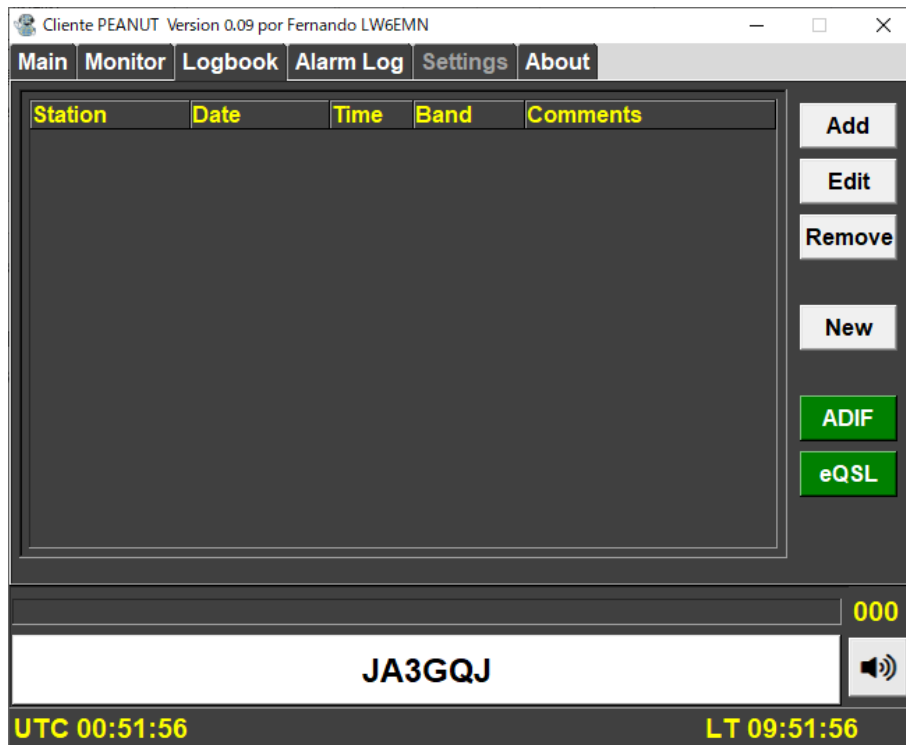 Cliente PEANUT Version 0.09 por Fernando LW6EMN
Main Monitor Logbook Alarm Log Settings About
Station Date Time Band Comments
Add
Edit
Remove
New
ADIF
eQSL
000
JA3GQJ
UTC 00:51:56 LT 09:51:56